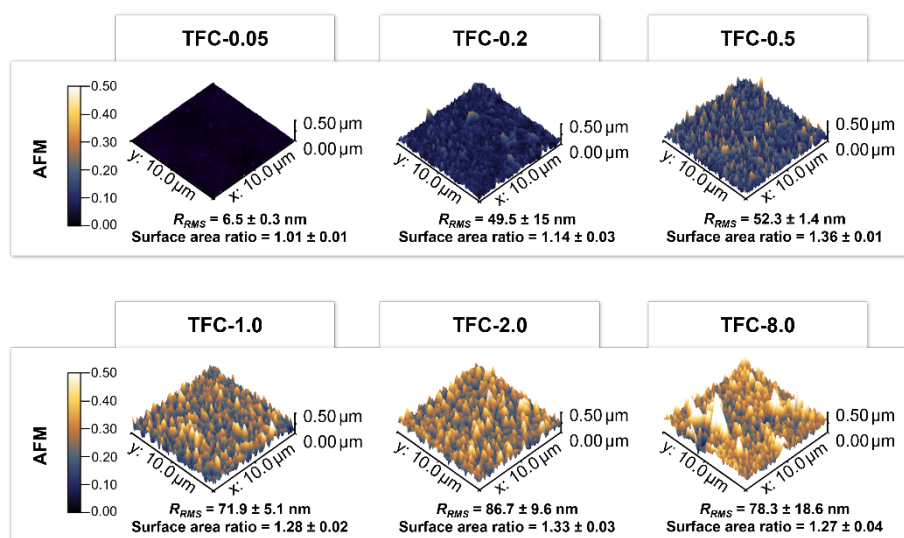 TFC-0.05 TFC-0.2 TFC-0.5
AFM
0.50
0.40
0.30
0.20
0.10
0.00
0.50 µm
0.00 µm
y: 10.0 µm
x: 10.0 µm
R_RMS = 6.5 ± 0.3 nm
Surface area ratio = 1.01 ± 0.01
0.50 µm
0.00 µm
y: 10.0 µm
x: 10.0 µm
R_RMS = 49.5 ± 15 nm
Surface area ratio = 1.14 ± 0.03
0.50 µm
0.00 µm
y: 10.0 µm
x: 10.0 µm
R_RMS = 52.3 ± 1.4 nm
Surface area ratio = 1.36 ± 0.01
TFC-1.0 TFC-2.0 TFC-8.0
AFM
0.50
0.40
0.30
0.20
0.10
0.00
0.50 µm
0.00 µm
y: 10.0 µm
x: 10.0 µm
R_RMS = 71.9 ± 5.1 nm
Surface area ratio = 1.28 ± 0.02
0.50 µm
0.00 µm
y: 10.0 µm
x: 10.0 µm
R_RMS = 86.7 ± 9.6 nm
Surface area ratio = 1.33 ± 0.03
0.50 µm
0.00 µm
y: 10.0 µm
x: 10.0 µm
R_RMS = 78.3 ± 18.6 nm
Surface area ratio = 1.27 ± 0.04